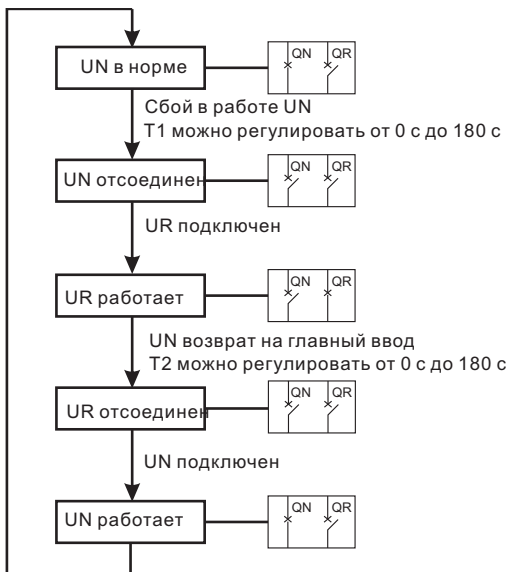 UN в норме
QN QR
Сбой в работе UN
T1 можно регулировать от 0 с до 180 с
UN отсоединен
QN QR
UR подключен
UR работает
QN QR
UN возврат на главный ввод
T2 можно регулировать от 0 с до 180 с
UR отсоединен
QN QR
UN подключен
UN работает
QN QR